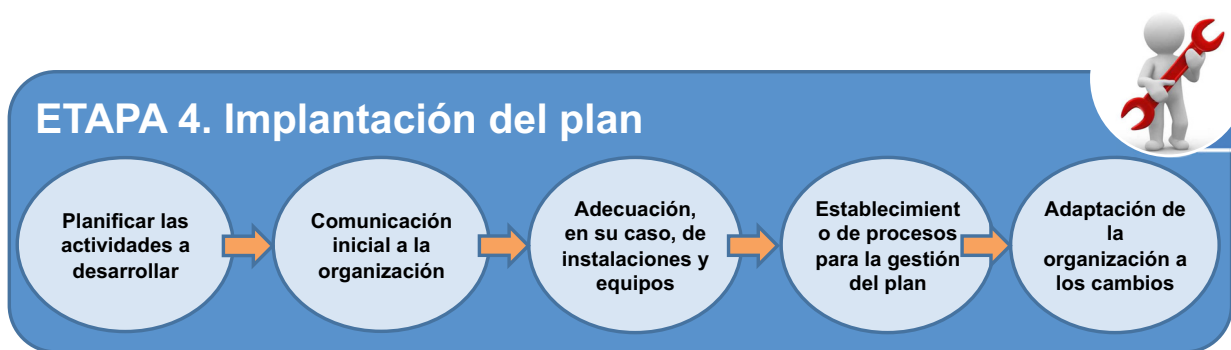 ETAPA 4. Implantación del plan
Planificar las
actividades a
desarrollar
Comunicación
inicial a la
organización
Adecuación,
en su caso, de
instalaciones y
equipos
Establecimient
o de procesos
para la gestión
del plan
Adaptación de
la
organización a
los cambios